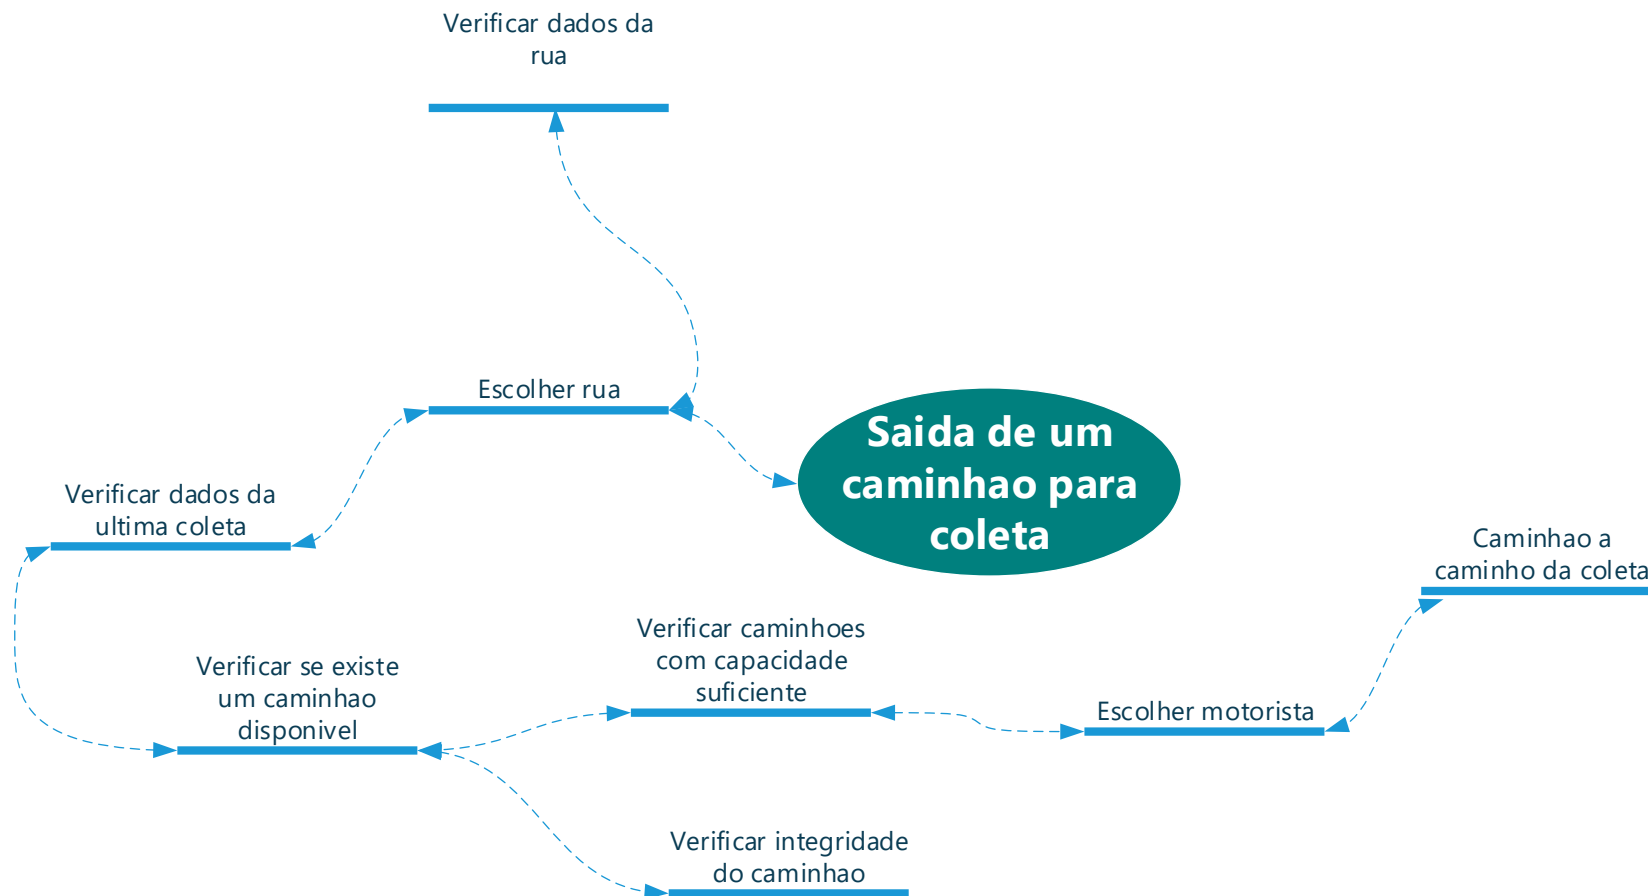 Verificar dados da
rua
Escolher rua
Saida de um
caminhao para
coleta
Verificar dados da
ultima coleta
Caminhao a
caminho da coleta
Verificar caminhoes
com capacidade
suficiente
Verificar se existe
um caminhao
disponivel
Escolher motorista
Verificar integridade
do caminhao